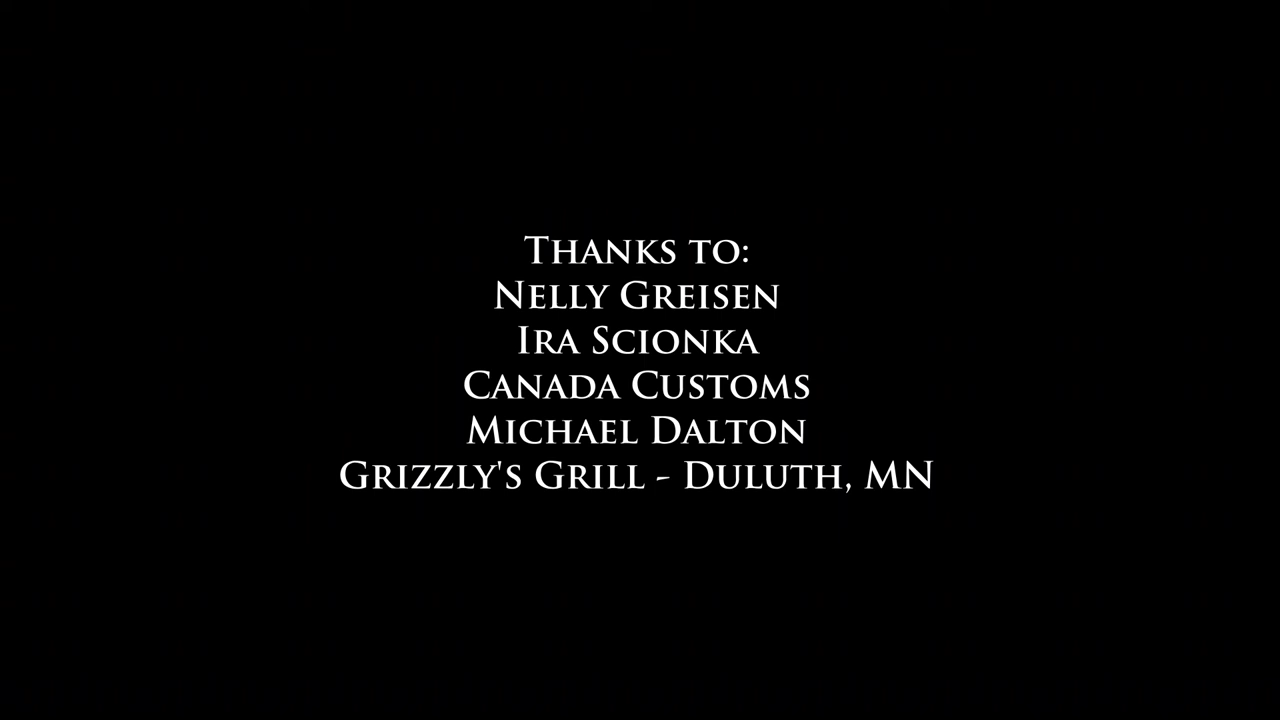 Thanks to:
Nelly Greisen
Ira Scionka
Canada Customs
Michael Dalton
Grizzly's Grill - Duluth, MN